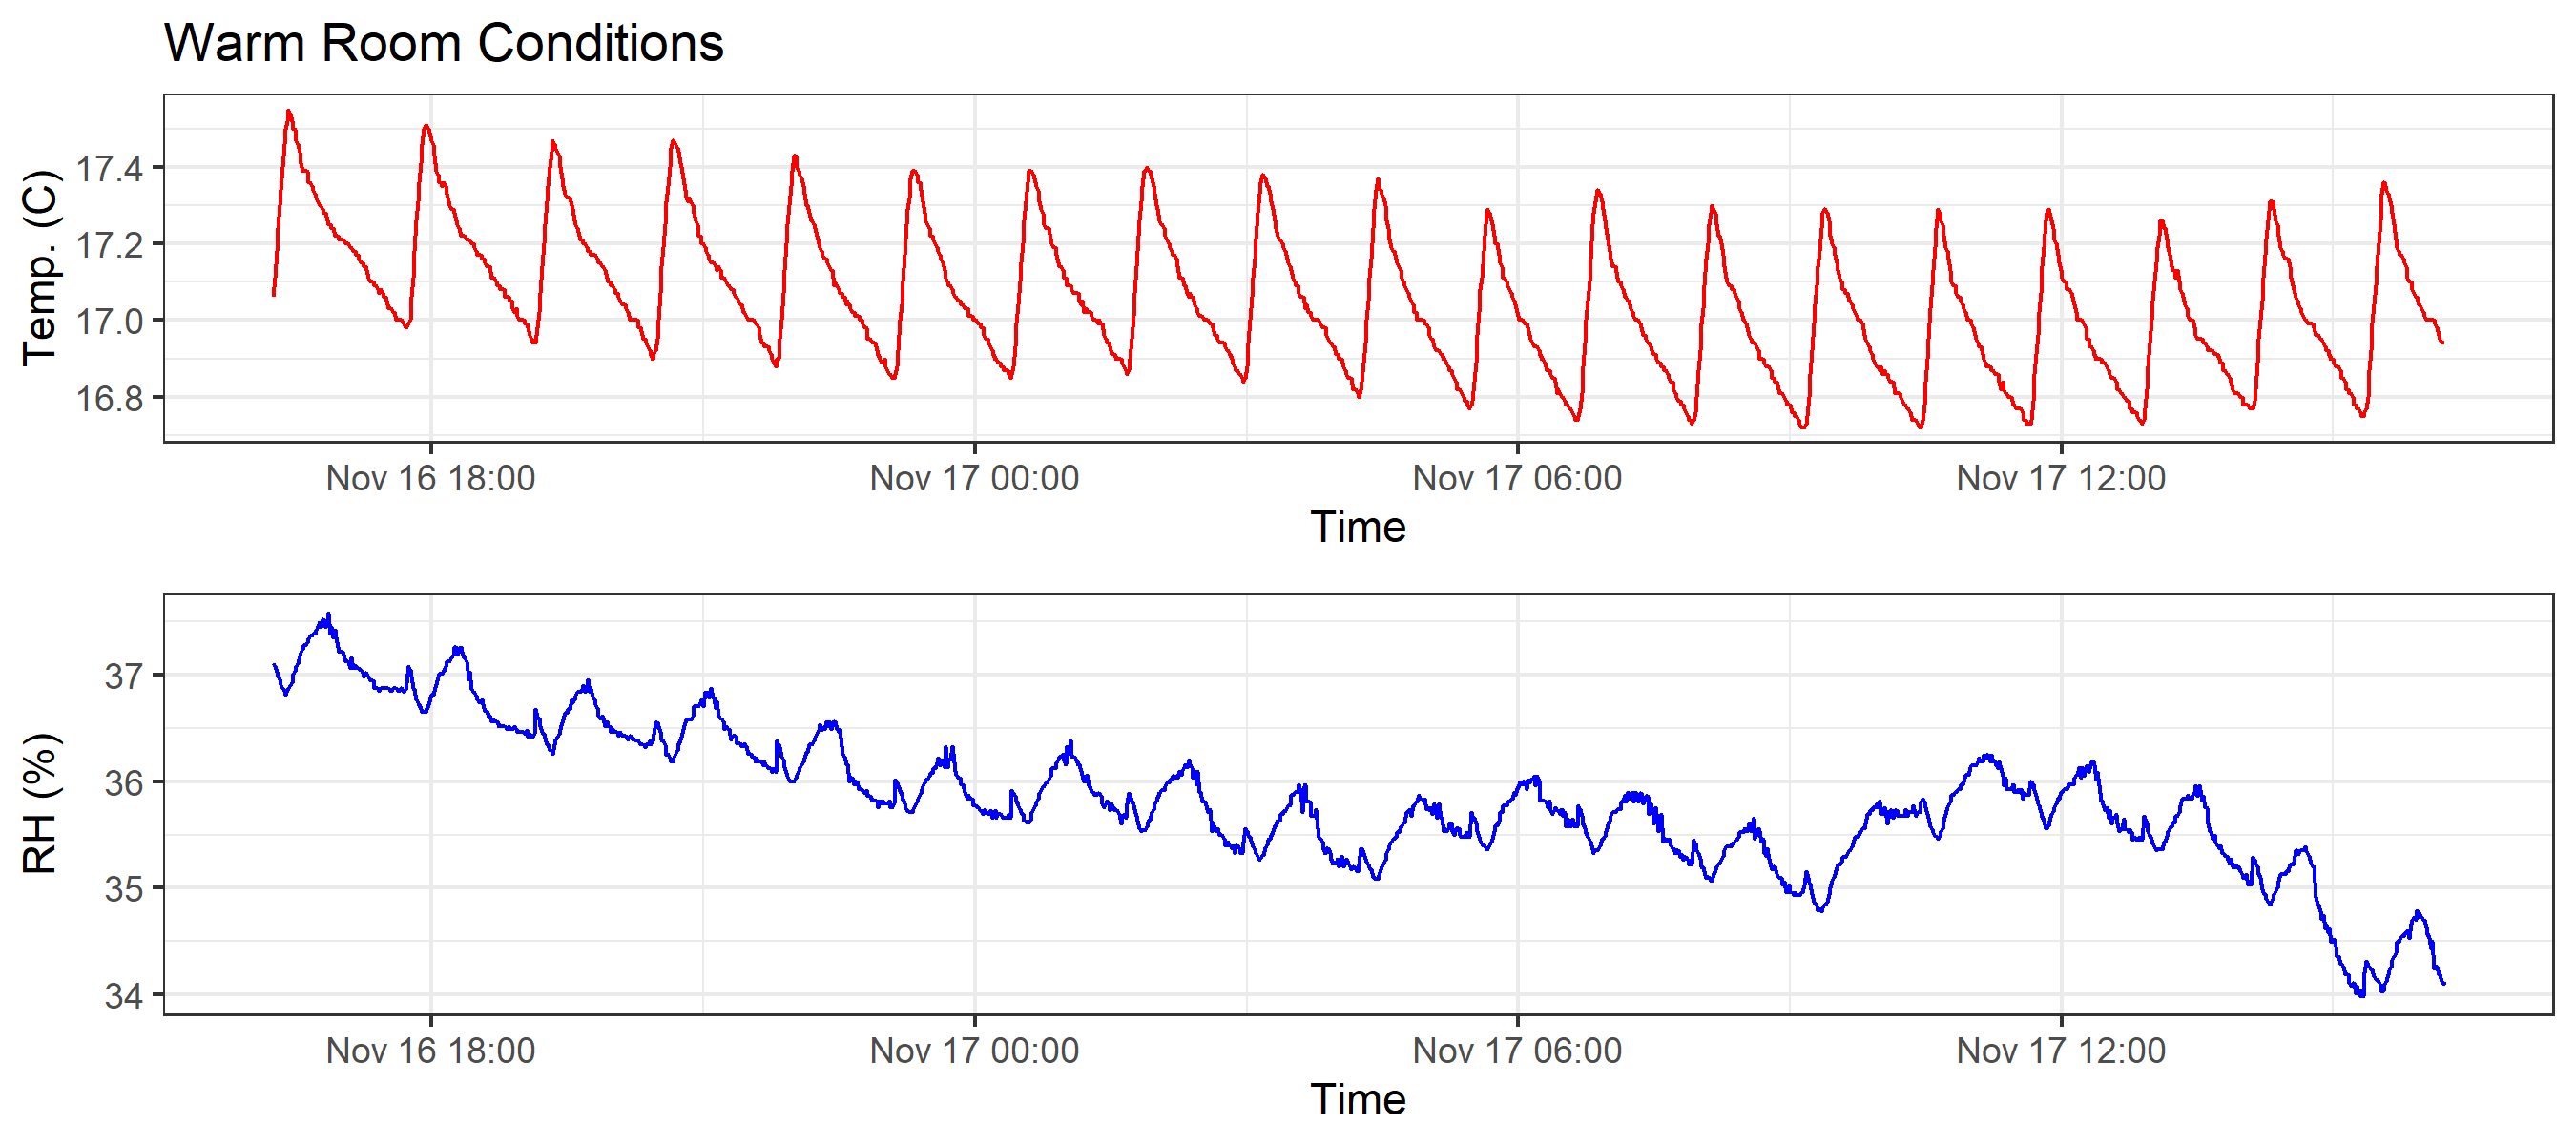 Warm Room Conditions
Temp. (C)
17.4
17.2
17.0
16.8
Nov 16 18:00 Nov 17 00:00 Nov 17 06:00 Nov 17 12:00
Time
RH (%)
37
36
35
34
Nov 16 18:00 Nov 17 00:00 Nov 17 06:00 Nov 17 12:00
Time